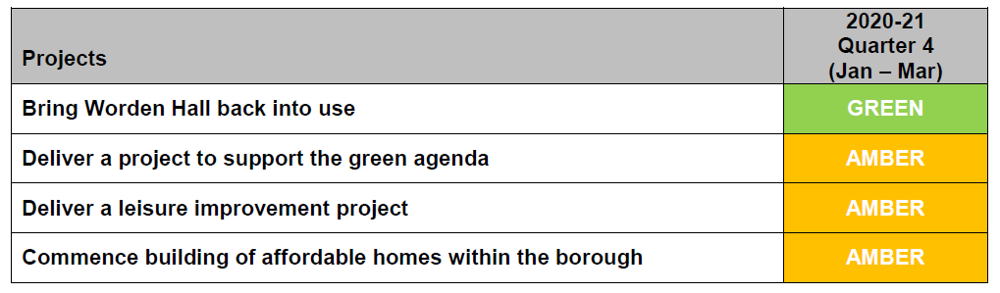 Projects
2020-21
Quarter 4
(Jan – Mar)
Bring Worden Hall back into use
GREEN
Deliver a project to support the green agenda
AMBER
Deliver a leisure improvement project
AMBER
Commence building of affordable homes within the borough
AMBER